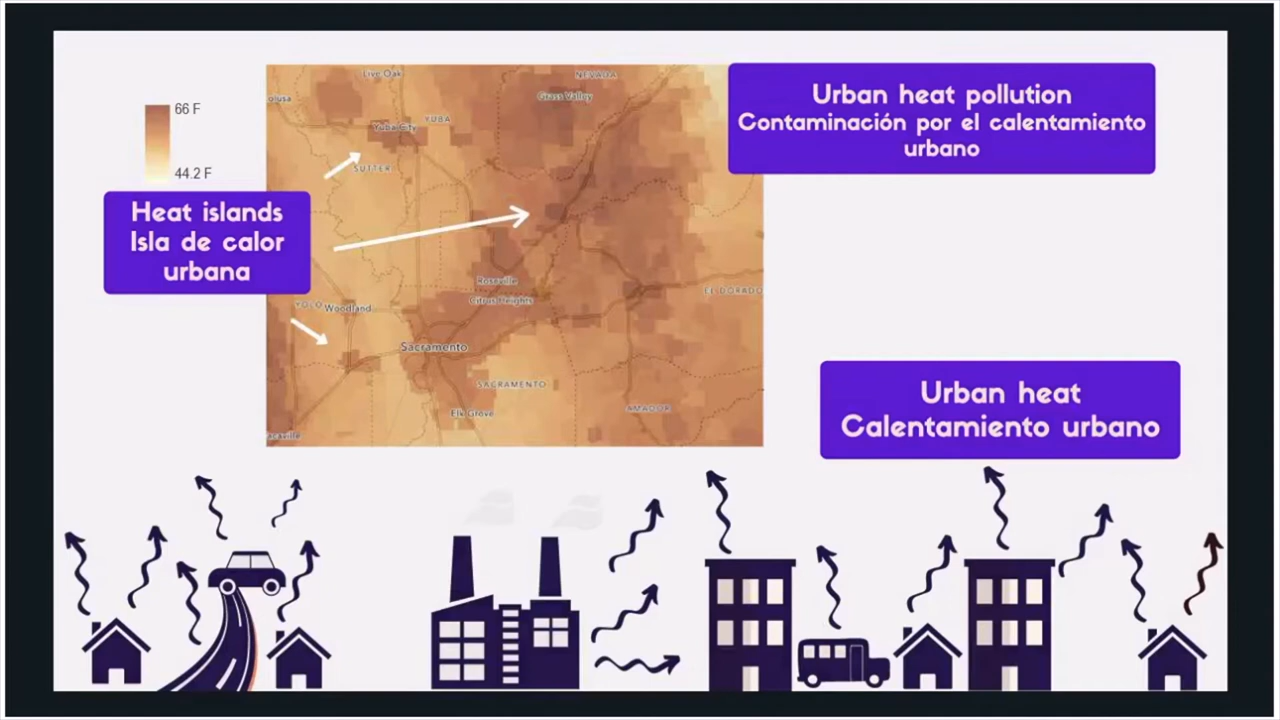 Urban heat pollution
Contaminación por el calentamiento
urbano
66 F
44.2 F
Heat islands
Isla de calor
urbana
Live Oak
NEVADA
olusa
Grass Valley
YUBA
Yuba City
SUTTER
Roseville
Citrus Heights
EL DORADO
YOLO
Woodland
Sacramento
SACRAMENTO
Elk Grove
AMADOR
acaville
Urban heat
Calentamiento urbano